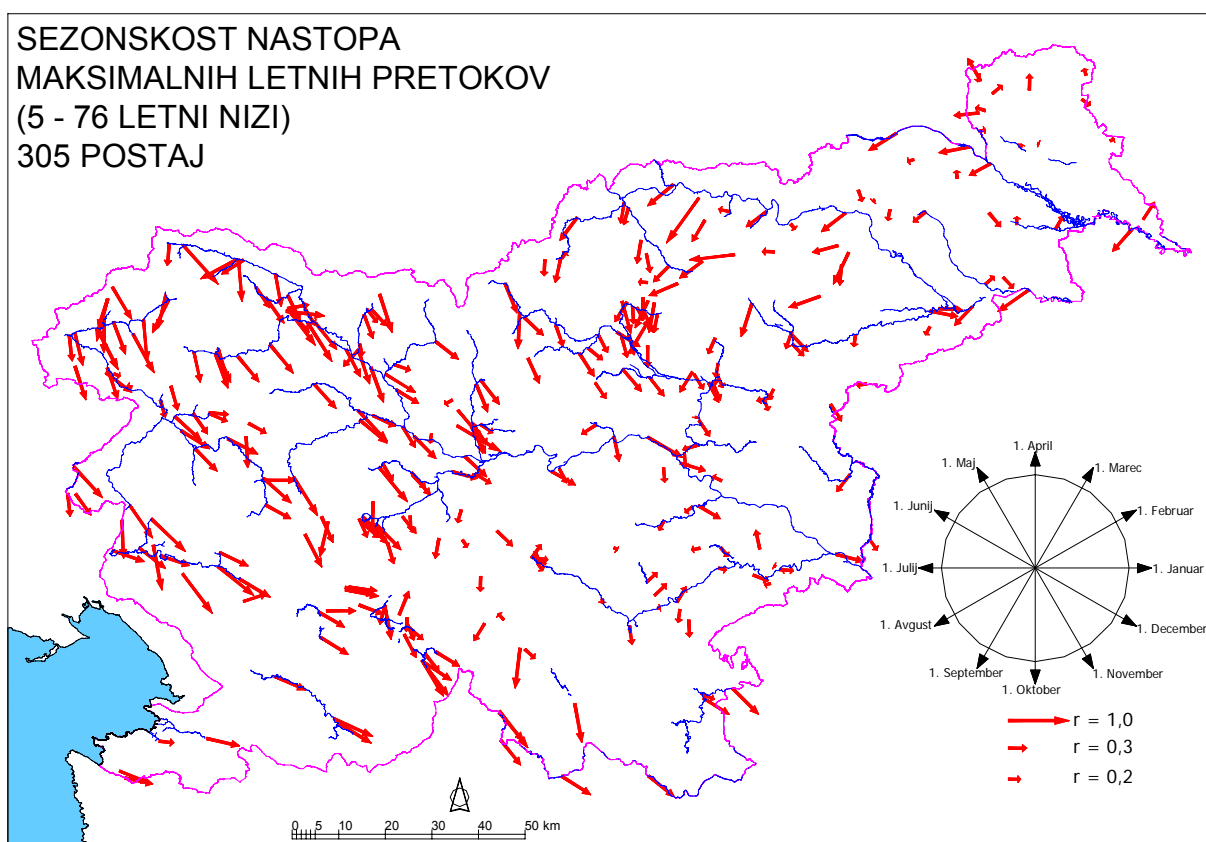 SEZONSKOST NASTOPA
MAKSIMALNIH LETNIH PRETOKOV
(5 - 76 LETNI NIZI)
305 POSTAJ
1. April
1. Maj
1. Marec
1. Junij
1. Februar
1. Julij
1. Januar
1. Avgust
1. December
1. September
1. November
1. Oktober
r = 1,0
r = 0,3
r = 0,2
0 5 10 20 30 40 50 km